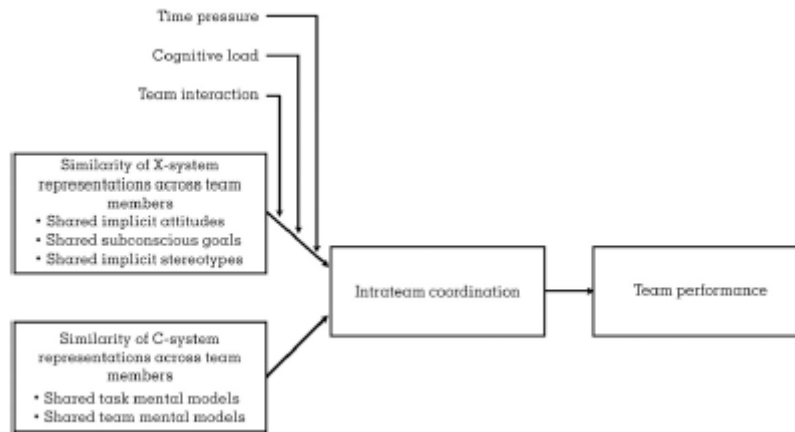 Time pressure
Cognitive load
Team interaction
Similarity of X-system
representations across team
members
• Shared implicit attitudes
• Shared subconscious goals
• Shared implicit stereotypes
Intrateam coordination
Team performance
Similarity of C-system
representations across team
members
• Shared task mental models
• Shared team mental models